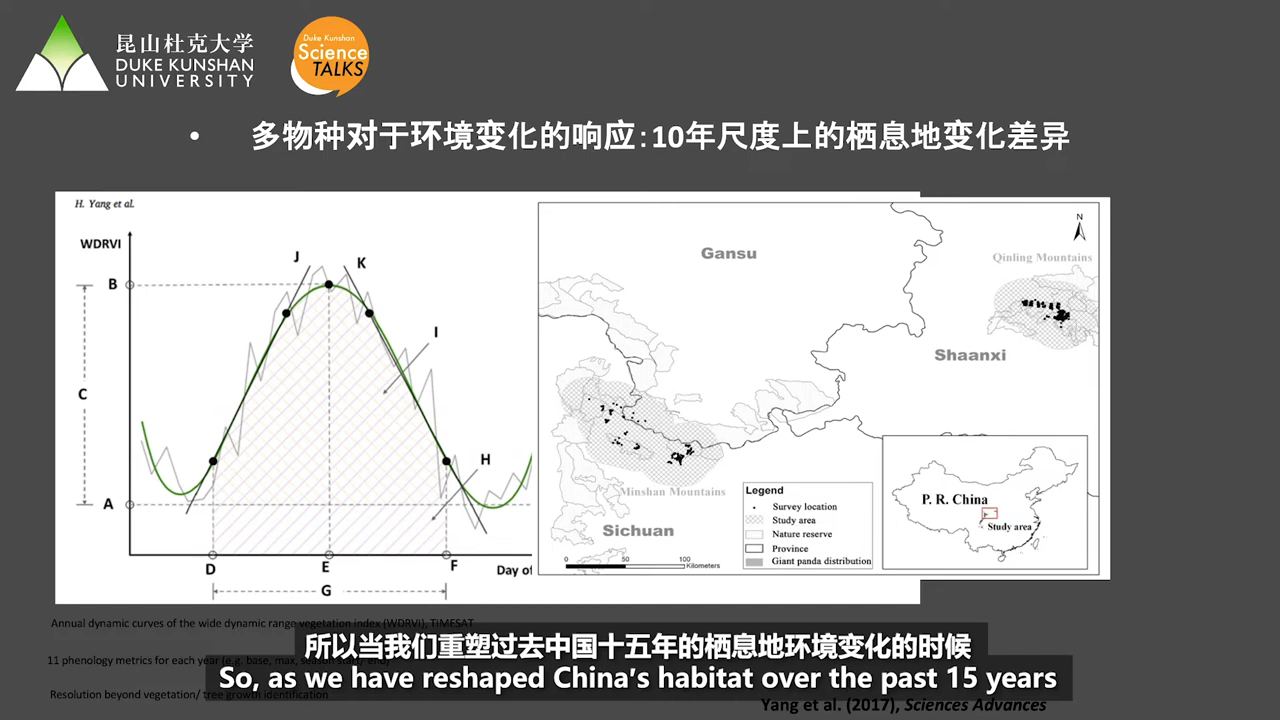 昆山杜克大学
DUKE KUNSHAN
UNIVERSITY
Duke Kunshan
Science
TALKS
• 多物种对于环境变化的响应:10年尺度上的栖息地变化差异
H. Yang et al.
WDRVI
J
K
B
I
C
H
A
D
E
F
Day of
G
N
Gansu
Qinling Mountains
Shaanxi
Minshan Mountains
Sichuan
Legend
Survey location
Study area
Nature reserve
Province
Giant panda distribution
0 50 100
Kilometers
P. R. China
Study area
Annual dynamic curves of the wide dynamic range vegetation index (WDRVI), TIMESAT
11 phenology metrics for each year (e.g. base, max, season start/ end)
Resolution beyond vegetation/ tree growth identification
所以当我们重塑过去中国十五年的栖息地环境变化的时候
So, as we have reshaped China's habitat over the past 15 years
Yang et al. (2017), Sciences Advances